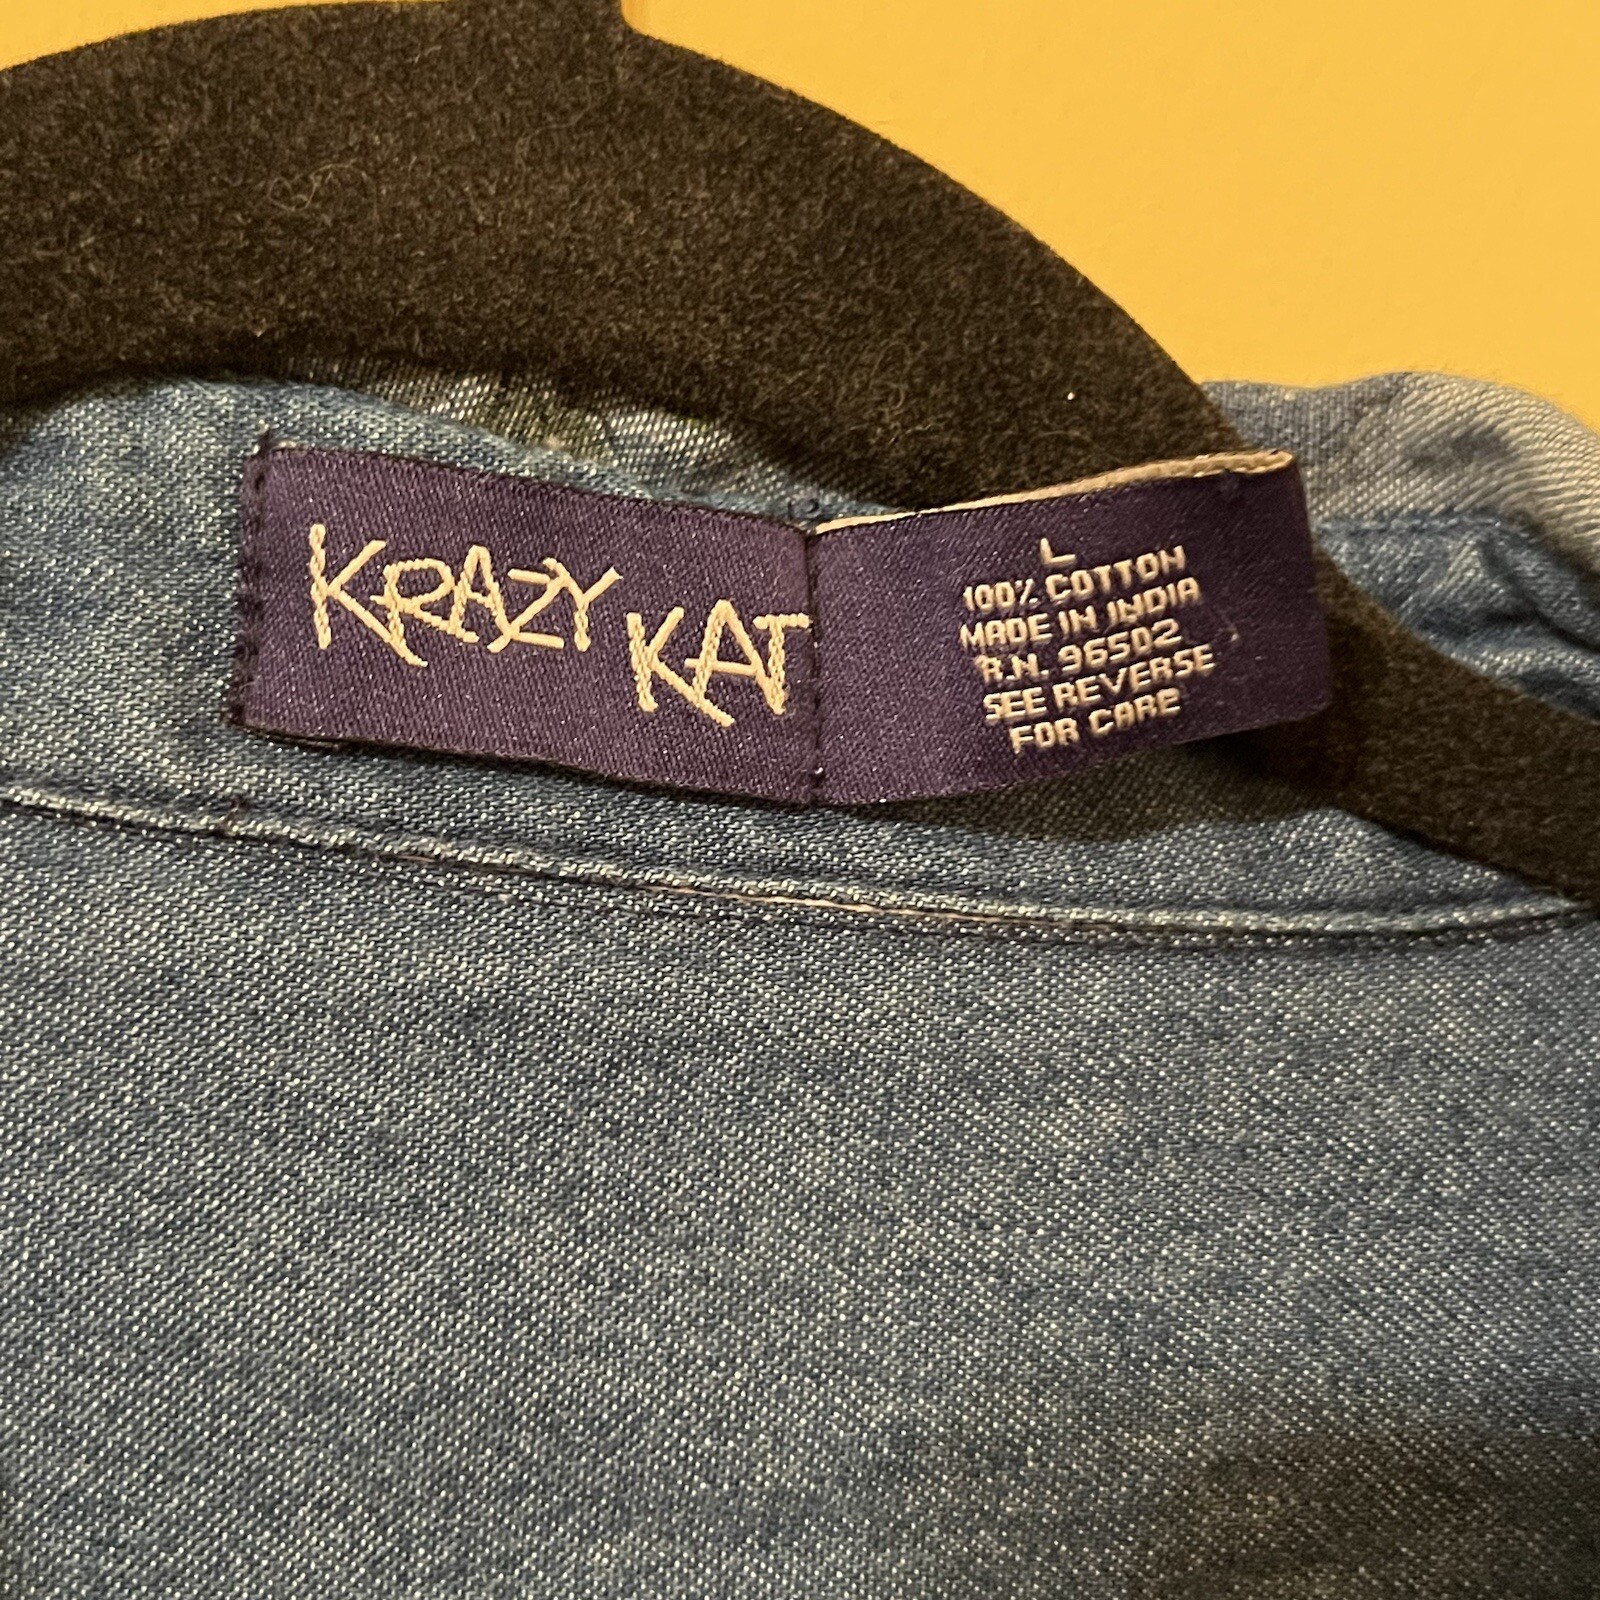 KRAZY KAT
L
100% COTTON
MADE IN INDIA
R.N. 96502
SEE REVERSE
FOR CARE